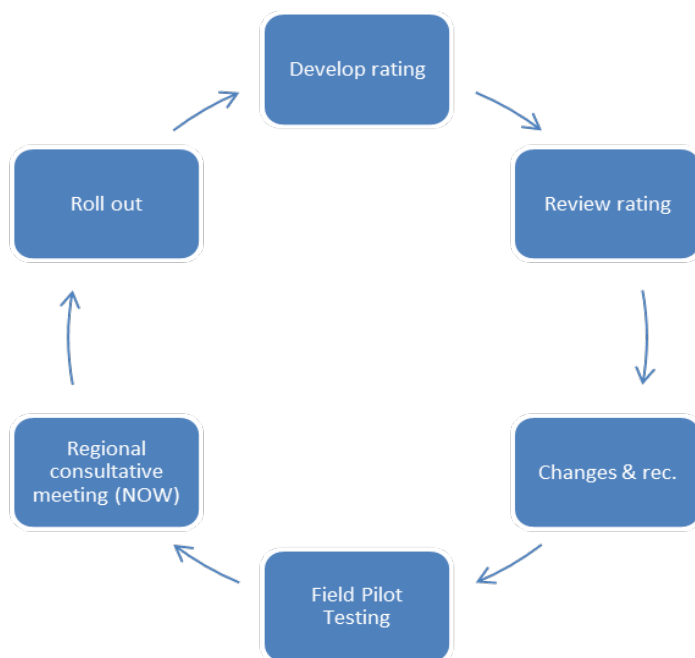 Develop rating
Review rating
Changes & rec.
Field Pilot
Testing
Regional
consultative
meeting (NOW)
Roll out